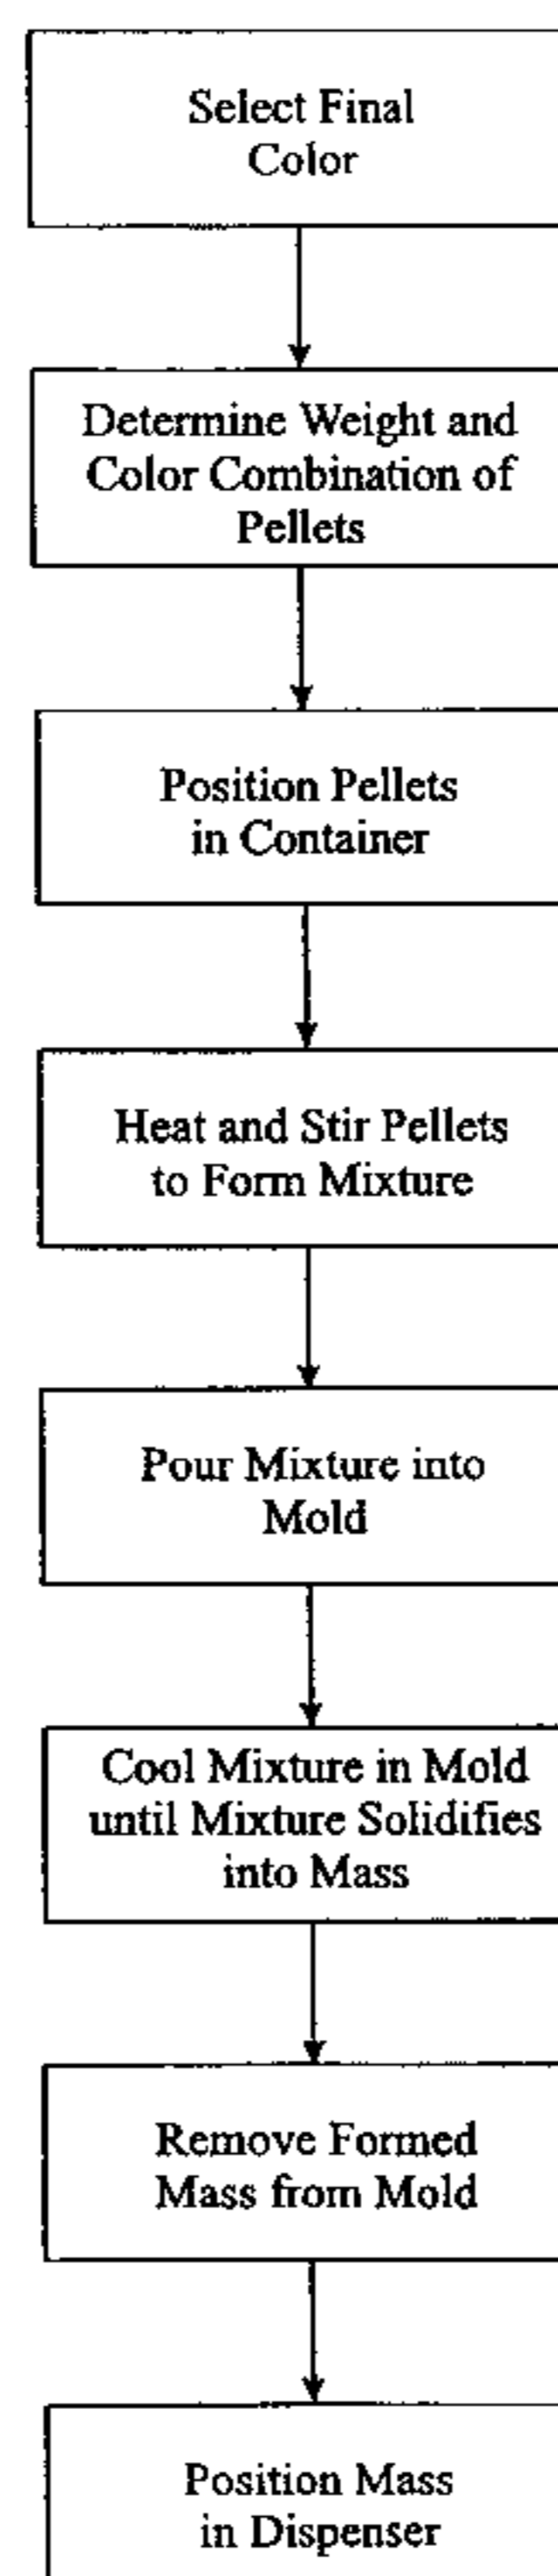 Select Final
Color
Determine Weight and
Color Combination of
Pellets
Position Pellets
in Container
Heat and Stir Pellets
to Form Mixture
Pour Mixture into
Mold
Cool Mixture in Mold
until Mixture Solidifies
into Mass
Remove Formed
Mass from Mold
Position Mass
in Dispenser